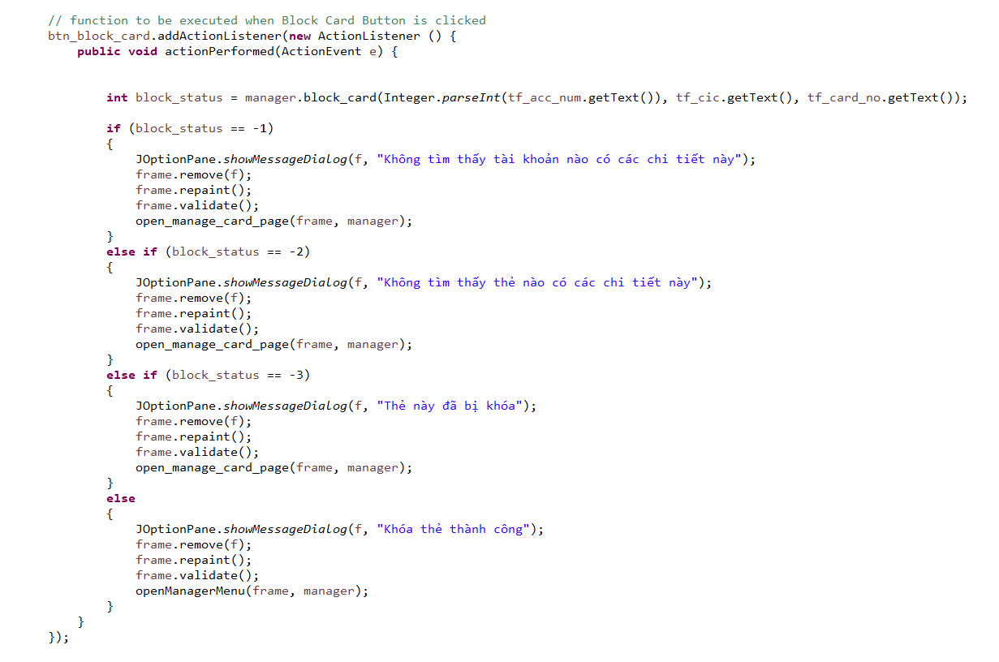 // function to be executed when Block Card Button is clicked
btn_block_card.addActionListener(new ActionListener () {
public void actionPerformed(ActionEvent e) {
int block_status = manager.block_card(Integer.parseInt(tf_acc_num.getText()), tf_cic.getText(), tf_card_no.getText());
if (block_status == -1)
{
JOptionPane.showMessageDialog(f, "Không tìm thấy tài khoản nào có các chi tiết này");
frame.remove(f);
frame.repaint();
frame.validate();
open_manage_card_page(frame, manager);
}
else if (block_status == -2)
{
JOptionPane.showMessageDialog(f, "Không tìm thấy thẻ nào có các chi tiết này");
frame.remove(f);
frame.repaint();
frame.validate();
open_manage_card_page(frame, manager);
}
else if (block_status == -3)
{
JOptionPane.showMessageDialog(f, "Thẻ này đã bị khóa");
frame.remove(f);
frame.repaint();
frame.validate();
open_manage_card_page(frame, manager);
}
else
{
JOptionPane.showMessageDialog(f, "Khóa thẻ thành công");
frame.remove(f);
frame.repaint();
frame.validate();
openManagerMenu(frame, manager);
}
}
});